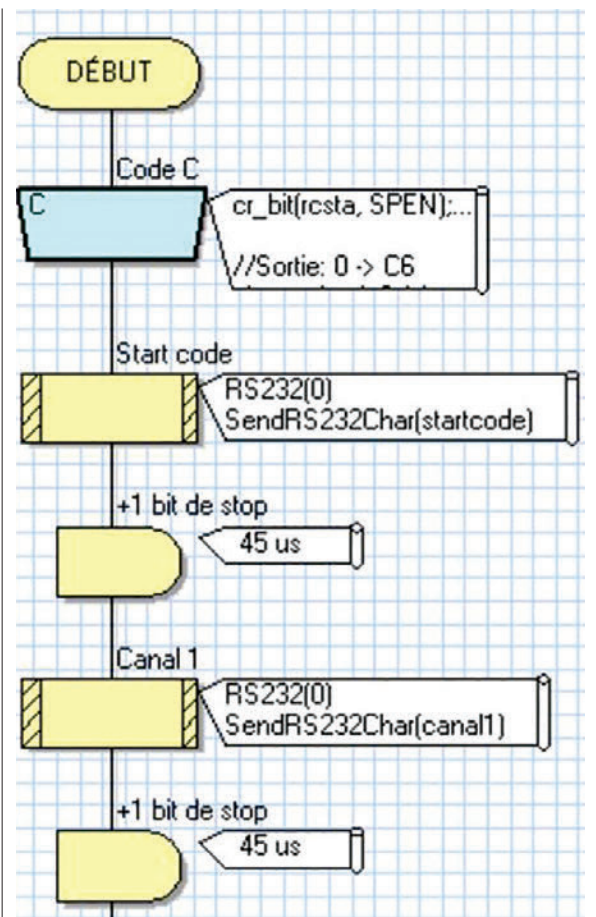 DÉBUT
Code C
C
cr_bit(rcsta, SPEN);...
//Sortie: 0 -> C6
Start code
RS232(0)
SendRS232Char(startcode)
+1 bit de stop
45 us
Canal 1
RS232(0)
SendRS232Char(canal1)
+1 bit de stop
45 us